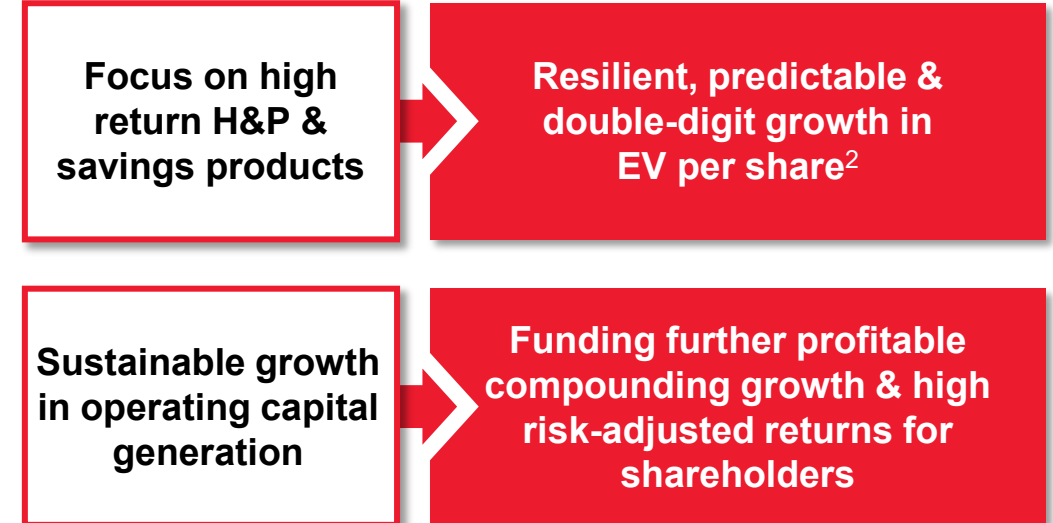 Focus on high
return H&P &
savings products
Resilient, predictable &
double-digit growth in
EV per share²
Sustainable growth
in operating capital
generation
Funding further profitable
compounding growth & high
risk-adjusted returns for
shareholders